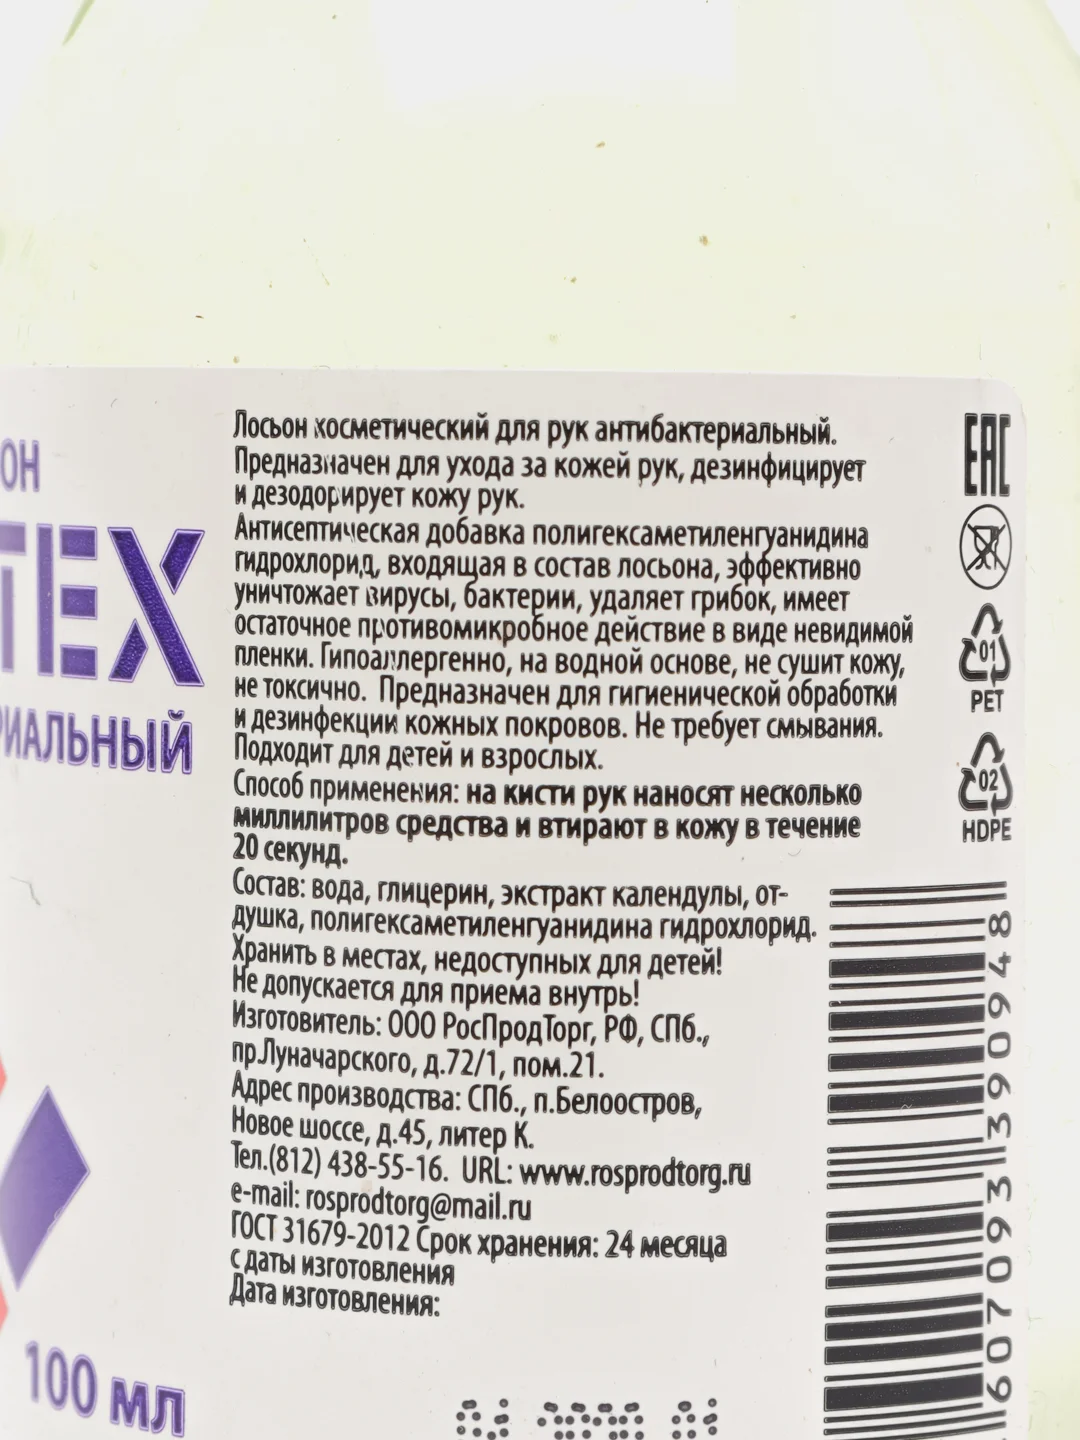 ОН
ТЕХ
РИАЛЬНЫЙ
100 мл
Лосьон косметический для рук антибактериальный.
Предназначен для ухода за кожей рук, дезинфицирует
и дезодорирует кожу рук.
Антисептическая добавка полигексаметиленгуанидина
гидрохлорид, входящая в состав лосьона, эффективно
уничтожает вирусы, бактерии, удаляет грибок, имеет
остаточное противомикробное действие в виде невидимой
пленки. Гипоаллергенно, на водной основе, не сушит кожу,
не токсично. Предназначен для гигиенической обработки
и дезинфекции кожных покровов. Не требует смывания.
Подходит для детей и взрослых.
Способ применения: на кисти рук наносят несколько
миллилитров средства и втирают в кожу в течение
20 секунд.
Состав: вода, глицерин, экстракт календулы, от-
душка, полигексаметиленгуанидина гидрохлорид.
Хранить в местах, недоступных для детей!
Не допускается для приема внутрь!
Изготовитель: ООО РосПродТорг, РФ, СПб.,
пр.Луначарского, д.72/1, пом.21.
Адрес производства: СПб., п.Белоостров,
Новое шоссе, д.45, литер К.
Тел.(812) 438-55-16. URL: www.rosprodtorg.ru
e-mail: rosprodtorg@mail.ru
ГОСТ 31679-2012 Срок хранения: 24 месяца
с даты изготовления
Дата изготовления:
ЕАС
01
PET
02
HDPE
607093 390948